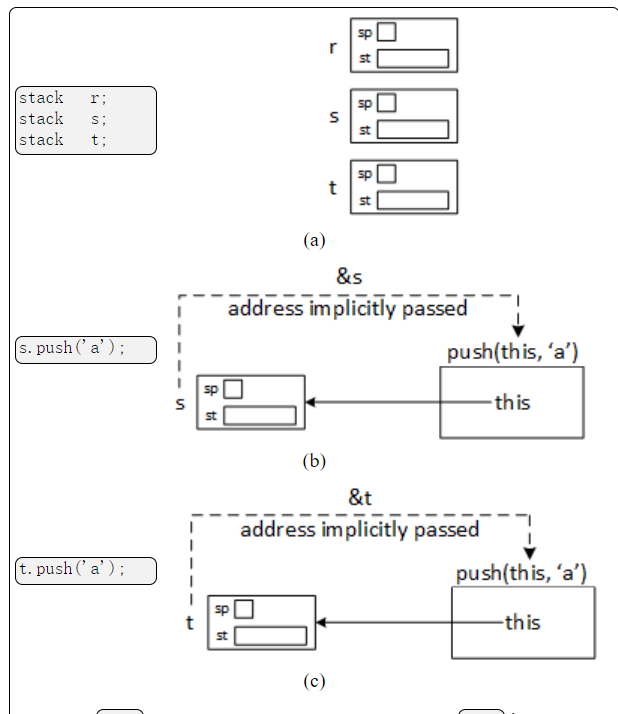 stack r;
stack s;
stack t;
r
sp
st
s
sp
st
t
sp
st
(a)
&s
address implicitly passed
s.push('a');
push(this, ‘a’)
s
sp
st
this
(b)
&t
address implicitly passed
t.push('a');
push(this, ‘a’)
t
sp
st
this
(c)